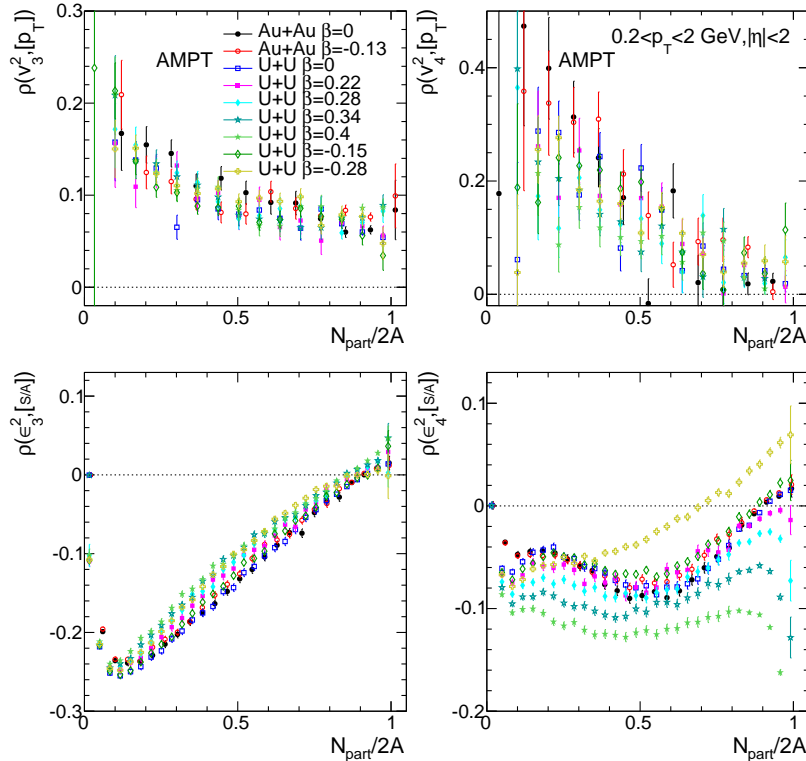 ρ(v₃²,[p_T])
AMPT
Au+Au β=0
Au+Au β=-0.13
U+U β=0
U+U β=0.22
U+U β=0.28
U+U β=0.34
U+U β=0.4
U+U β=-0.15
U+U β=-0.28
0.3
0.2
0.1
0
0 0.5 1
N_part/2A
ρ(v₄²,[p_T])
0.2<p_T<2 GeV,|η|<2
AMPT
0.4
0.2
0
0 0.5 1
N_part/2A
ρ(ε₃²,[s/A])
0.1
0
-0.1
-0.2
-0.3
0 0.5 1
N_part/2A
ρ(ε₄²,[s/A])
0.1
0
-0.1
-0.2
0 0.5 1
N_part/2A